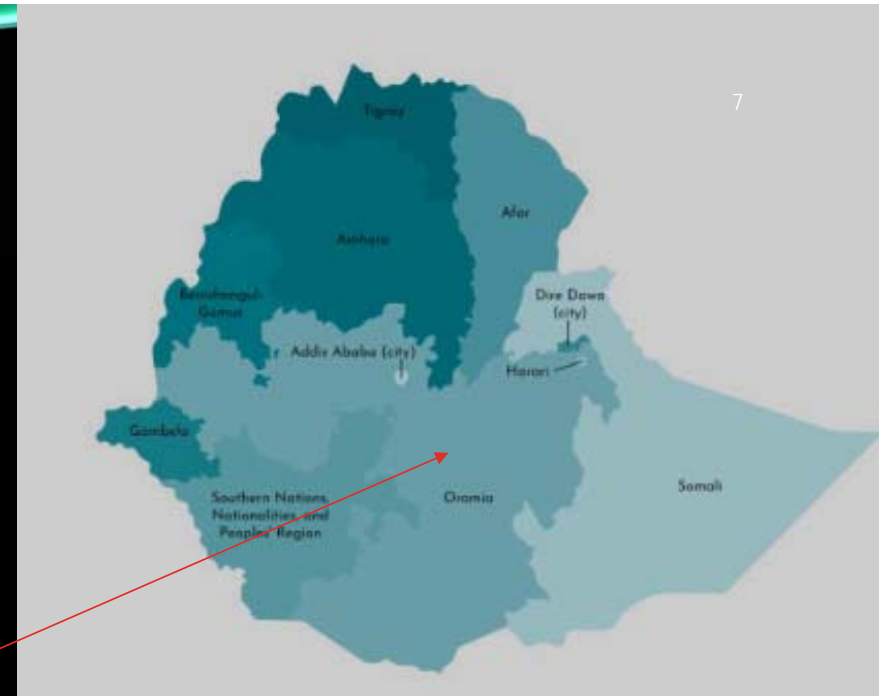 7
Tigray
Afar
Amhara
Benishangul-
Gumuz
Dire Dawa
(city)
Addis Ababa (city)
Harari
Gambela
Southern Nations,
Nationalities, and
Peoples' Region
Oromia
Somali